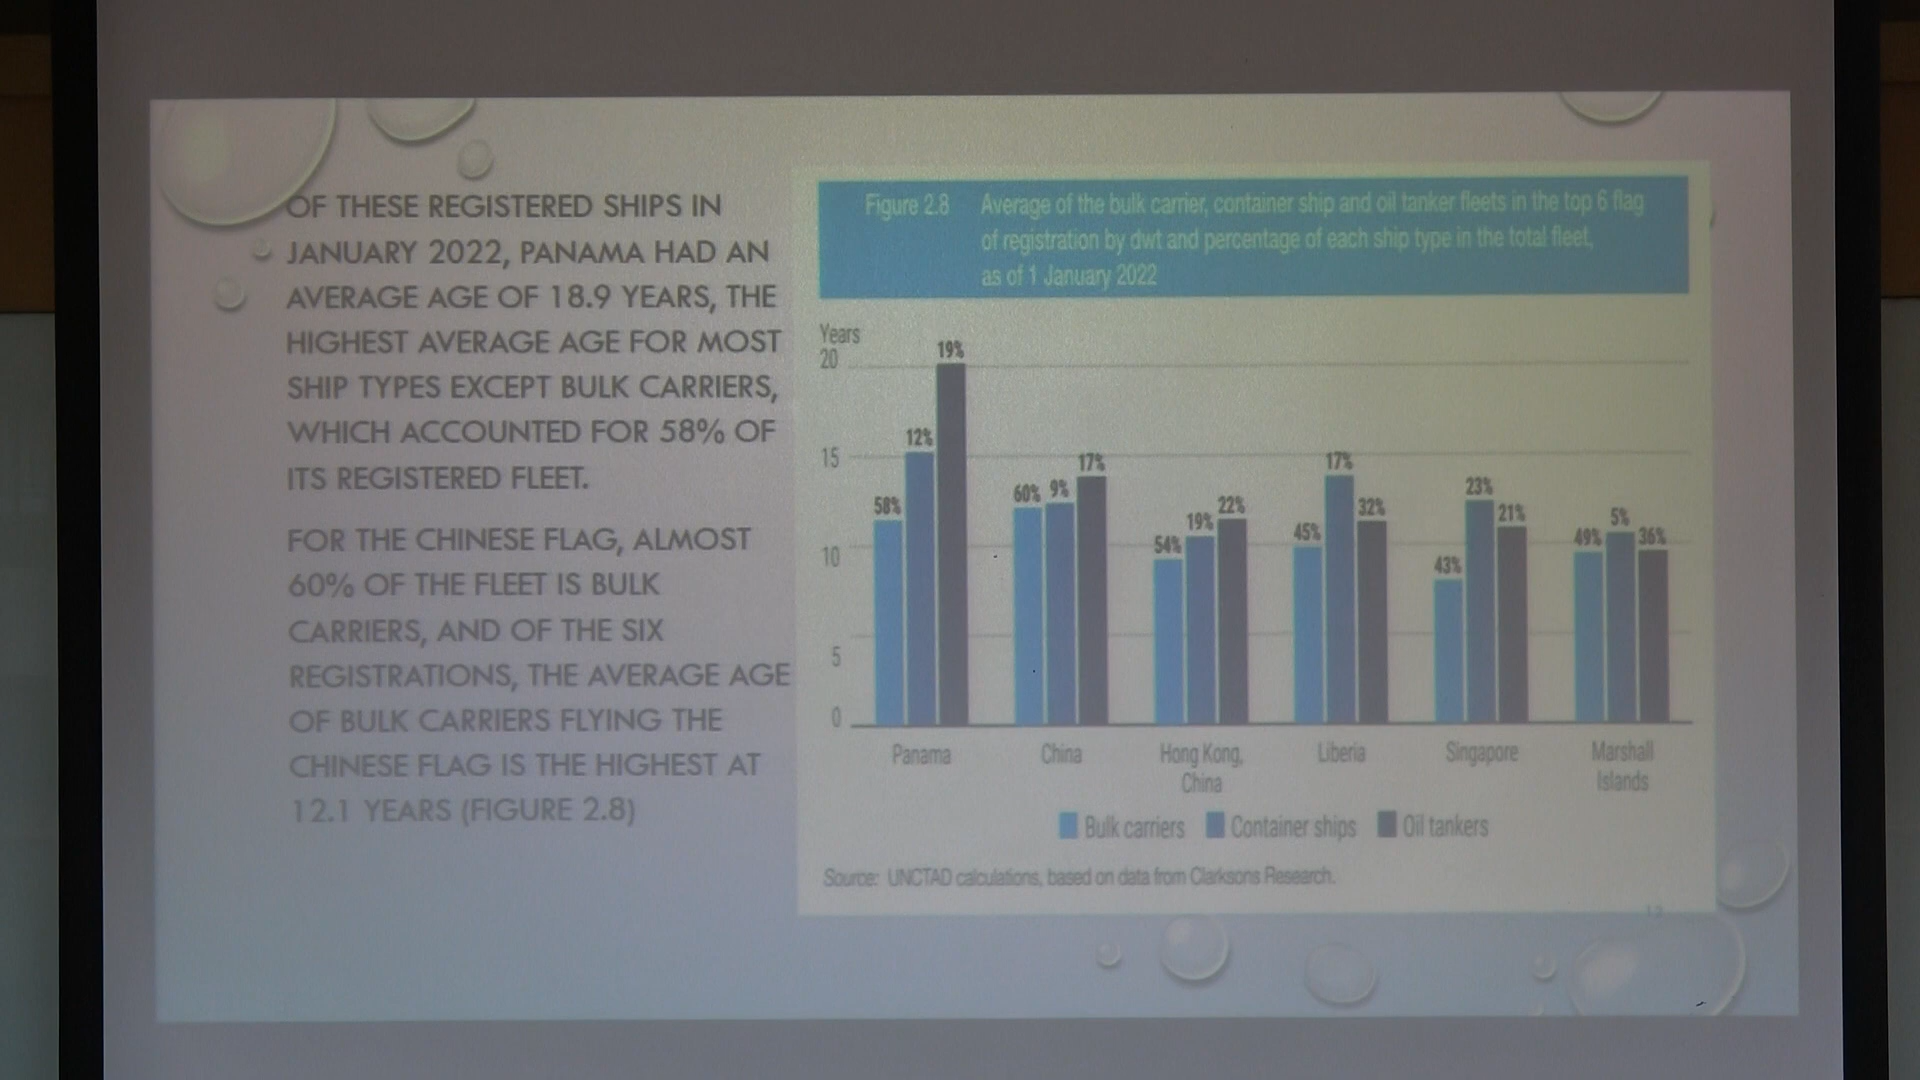 OF THESE REGISTERED SHIPS IN
JANUARY 2022, PANAMA HAD AN
AVERAGE AGE OF 18.9 YEARS, THE
HIGHEST AVERAGE AGE FOR MOST
SHIP TYPES EXCEPT BULK CARRIERS,
WHICH ACCOUNTED FOR 58% OF
ITS REGISTERED FLEET.
FOR THE CHINESE FLAG, ALMOST
60% OF THE FLEET IS BULK
CARRIERS, AND OF THE SIX
REGISTRATIONS, THE AVERAGE AGE
OF BULK CARRIERS FLYING THE
CHINESE FLAG IS THE HIGHEST AT
12.1 YEARS (FIGURE 2.8)
Figure 2.8 Average of the bulk carrier, container ship and oil tanker fleets in the top 6 flag
of registration by dwt and percentage of each ship type in the total fleet,
as of 1 January 2022
Years
20
15
10
5
0
58% 12% 19%
60% 9% 17%
54% 19% 22%
45% 17% 32%
43% 23% 21%
49% 5% 36%
Panama
China
Hong Kong,
China
Liberia
Singapore
Marshall
Islands
Bulk carriers Container ships Oil tankers
Source: UNCTAD calculations, based on data from Clarksons Research.